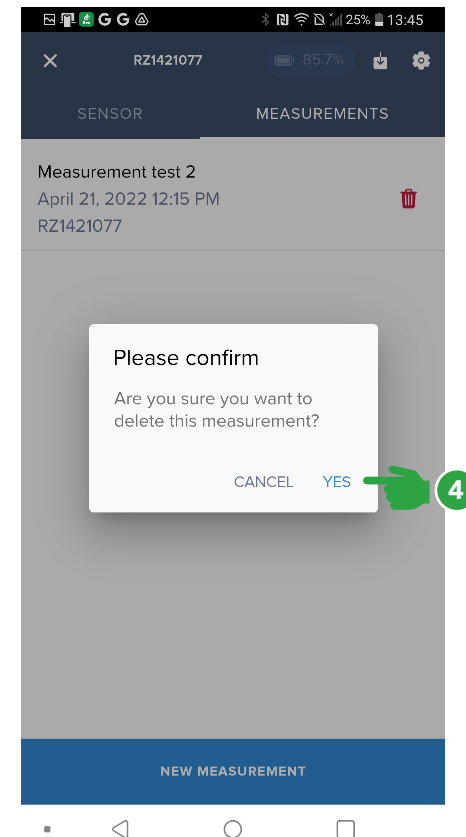 G G 25% 13:45
RZ1421077 85.7%
SENSOR MEASUREMENTS
Measurement test 2
April 21, 2022 12:15 PM
RZ1421077
Please confirm
Are you sure you want to
delete this measurement?
CANCEL YES
4
NEW MEASUREMENT